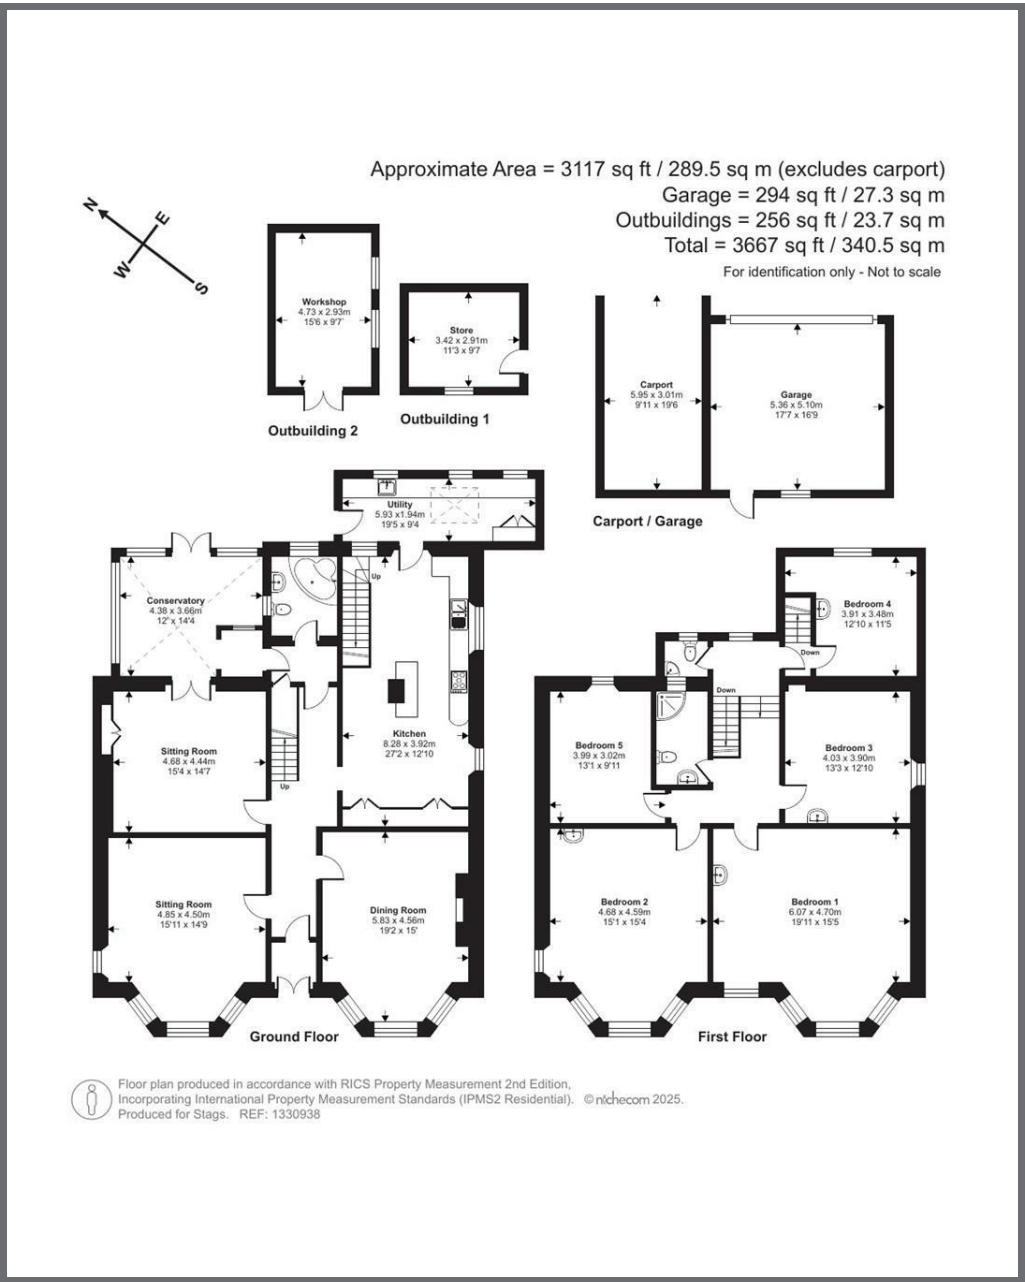 Approximate Area = 3117 sq ft / 289.5 sq m (excludes carport)
Garage = 294 sq ft / 27.3 sq m
Outbuildings = 256 sq ft / 23.7 sq m
Total = 3667 sq ft / 340.5 sq m
For identification only - Not to scale
N
E
W
S
Workshop
4.73 x 2.93m
15'6 x 9'7
Outbuilding 2
Store
3.42 x 2.91m
11'3 x 9'7
Outbuilding 1
Carport
5.95 x 3.01m
9'11 x 19'6
Garage
5.36 x 5.10m
17'7 x 16'9
Carport / Garage
Utility
5.93 x1.94m
19'5 x 9'4
Up
Conservatory
4.38 x 3.66m
12' x 14'4
Kitchen
8.28 x 3.92m
27'2 x 12'10
Sitting Room
4.68 x 4.44m
15'4 x 14'7
Up
Sitting Room
4.85 x 4.50m
15'11 x 14'9
Dining Room
5.83 x 4.56m
19'2 x 15'
Ground Floor
Bedroom 4
3.91 x 3.48m
12'10 x 11'5
Down
Down
Bedroom 5
3.99 x 3.02m
13'1 x 9'11
Bedroom 3
4.03 x 3.90m
13'3 x 12'10
Bedroom 2
4.68 x 4.59m
15'1 x 15'4
Bedroom 1
6.07 x 4.70m
19'11 x 15'5
First Floor
Floor plan produced in accordance with RICS Property Measurement 2nd Edition,
Incorporating International Property Measurement Standards (IPMS2 Residential). © nichecom 2025.
Produced for Stags. REF: 1330938